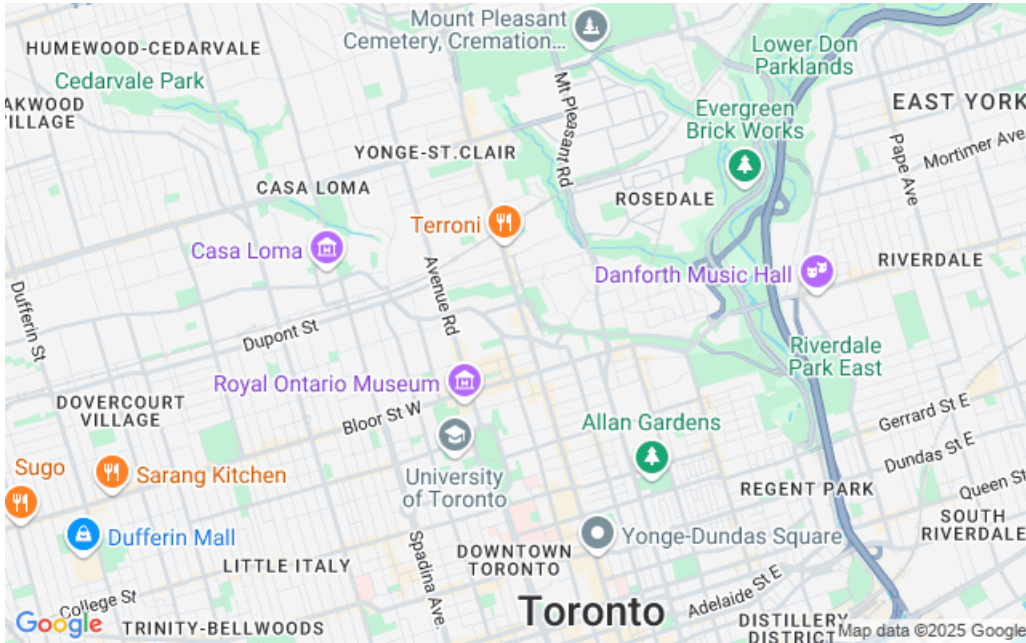 Mount Pleasant
Cemetery, Cremation...
HUMEWOOD-CEDARVALE
Cedarvale Park
Lower Don
Parklands
OAKWOOD
VILLAGE
Mt Pleasant Rd
Evergreen
Brick Works
EAST YORK
Pape Ave
Mortimer Ave
YONGE-ST.CLAIR
CASA LOMA
ROSEDALE
Terroni
Casa Loma
Avenue Rd
Danforth Music Hall
RIVERDALE
Dufferin St
Dupont St
Riverdale
Park East
Royal Ontario Museum
DOVERCOURT
VILLAGE
Bloor St W
Allan Gardens
Gerrard St E
Dundas St E
Sugo
Sarang Kitchen
University
of Toronto
REGENT PARK
Queen St
SOUTH
RIVERDALE
Dufferin Mall
Yonge-Dundas Square
LITTLE ITALY
Spadina Ave.
DOWNTOWN
TORONTO
Adelaide St E
College St
Toronto
Google
TRINITY-BELLWOODS
DISTILLERY
DISTRICT
Map data ©2025 Google